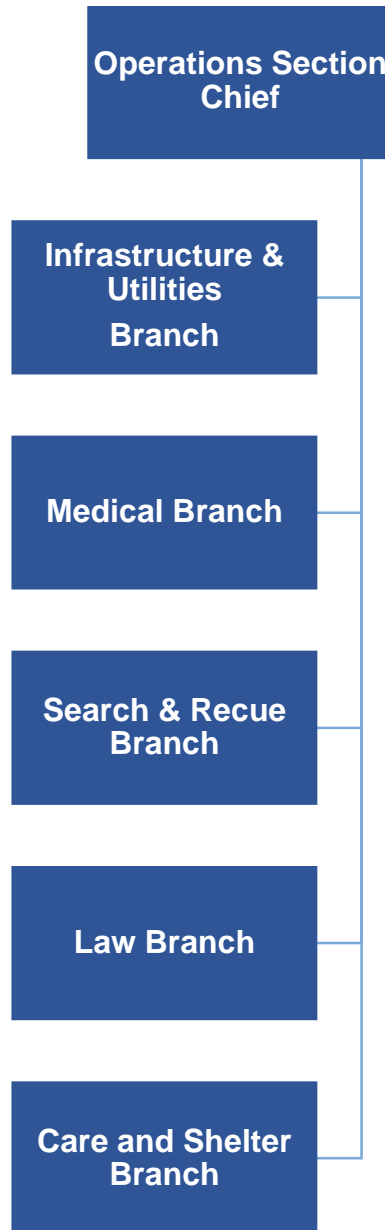 Operations Section
Chief
Infrastructure &
Utilities
Branch
Medical Branch
Search & Recue
Branch
Law Branch
Care and Shelter
Branch